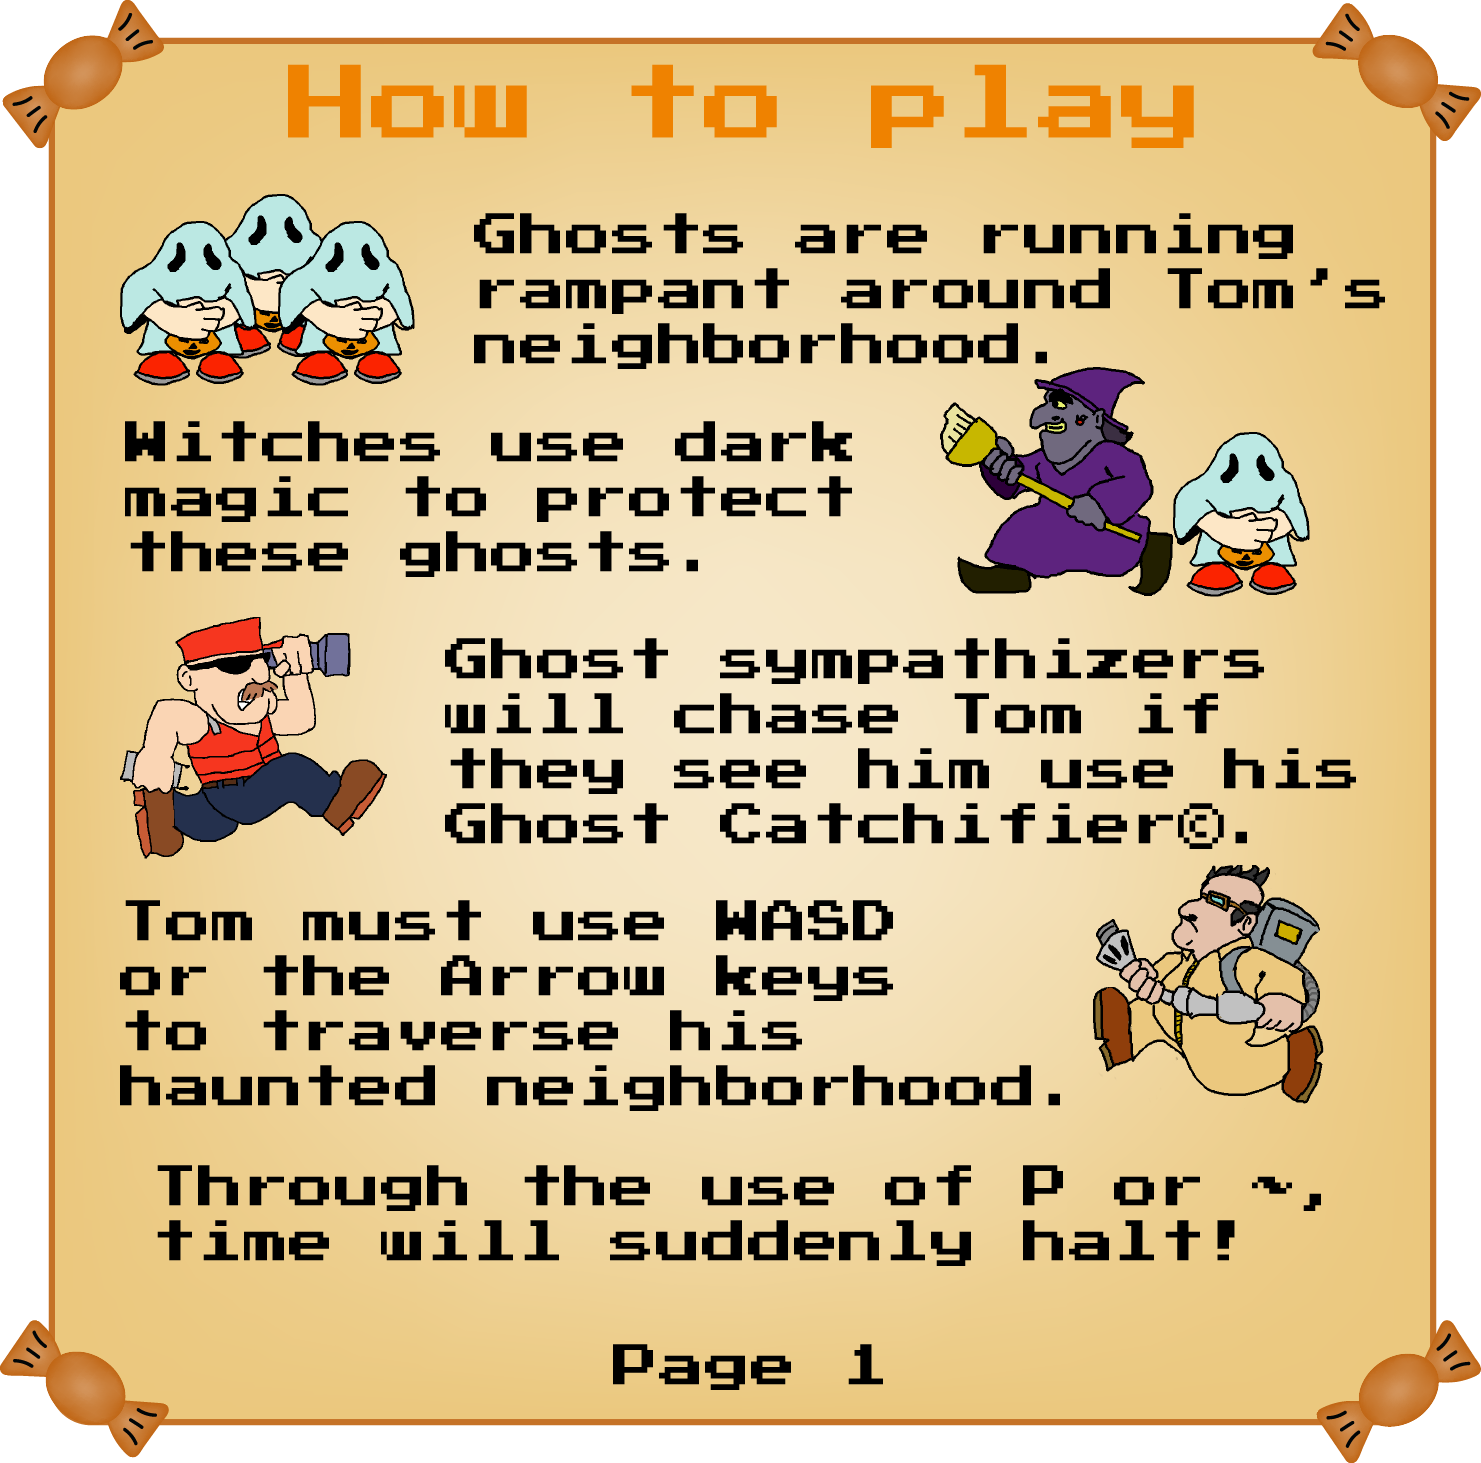 How to play
Ghosts are running
rampant around Tom's
neighborhood.
Witches use dark
magic to protect
these ghosts.
Ghost sympathizers
will chase Tom if
they see him use his
Ghost Catchifier©.
Tom must use WASD
or the Arrow keys
to traverse his
haunted neighborhood.
Through the use of P or ~,
time will suddenly halt!
Page 1